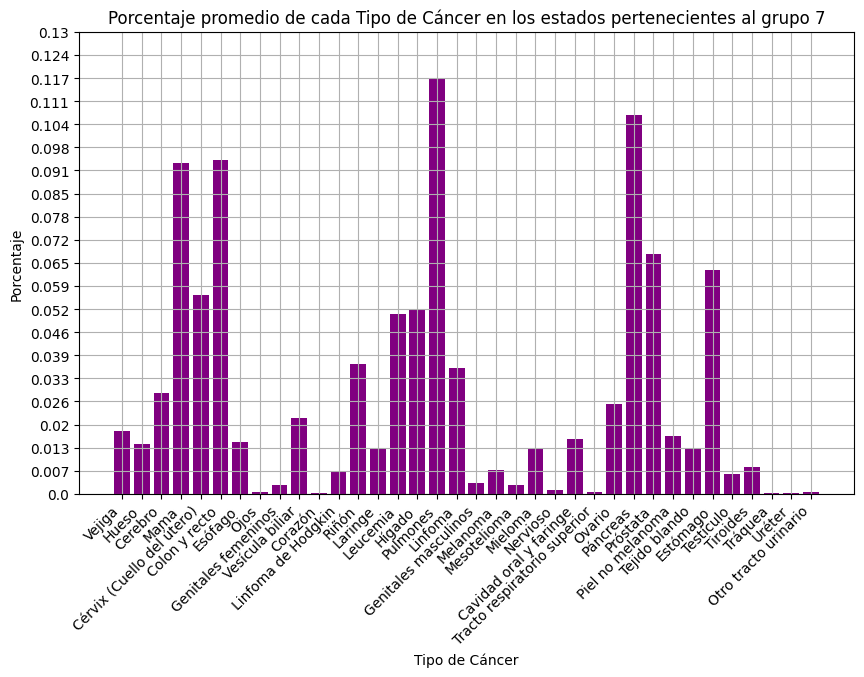 Porcentaje promedio de cada Tipo de Cáncer en los estados pertenecientes al grupo 7
0.13
0.124
0.117
0.111
0.104
0.098
0.091
0.085
0.078
0.072
0.065
0.059
0.052
0.046
0.039
0.033
0.026
0.02
0.013
0.007
0.0
Porcentaje
Vejiga
Hueso
Cerebro
Mama
Cérvix (Cuello del útero)
Colon y recto
Esófago
Ojos
Genitales femeninos
Vesícula biliar
Corazón
Linfoma de Hodgkin
Riñón
Laringe
Leucemia
Hígado
Pulmones
Linfoma
Genitales masculinos
Melanoma
Mesotelioma
Mieloma
Nervioso
Cavidad oral y faringe
Tracto respiratorio superior
Ovario
Páncreas
Próstata
Piel no melanoma
Tejido blando
Estómago
Testículo
Tiroides
Tráquea
Uréter
Otro tracto urinario
Tipo de Cáncer